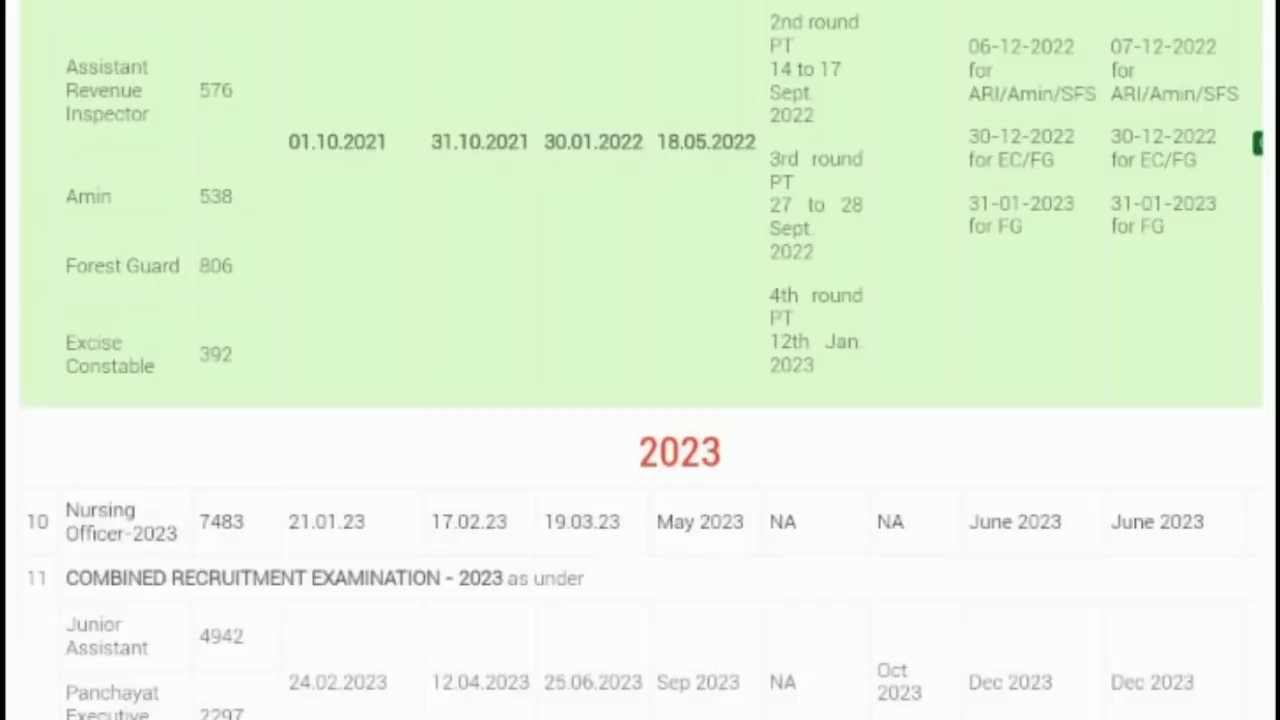 Assistant
Revenue
Inspector
576
Amin
538
Forest Guard
806
Excise
Constable
392
01.10.2021
31.10.2021
30.01.2022
18.05.2022
2nd round
PT
14 to 17
Sept.
2022
3rd round
PT
27 to 28
Sept.
2022
4th round
PT
12th Jan.
2023
06-12-2022
for
ARI/Amin/SFS
30-12-2022
for EC/FG
31-01-2023
for FG
07-12-2022
for
ARI/Amin/SFS
30-12-2022
for EC/FG
31-01-2023
for FG
2023
10
Nursing
Officer-2023
7483
21.01.23
17.02.23
19.03.23
May 2023
NA
NA
June 2023
June 2023
11
COMBINED RECRUITMENT EXAMINATION - 2023 as under
Junior
Assistant
4942
Panchayat
Executive
2297
24.02.2023
12.04.2023
25.06.2023
Sep 2023
NA
Oct
2023
Dec 2023
Dec 2023